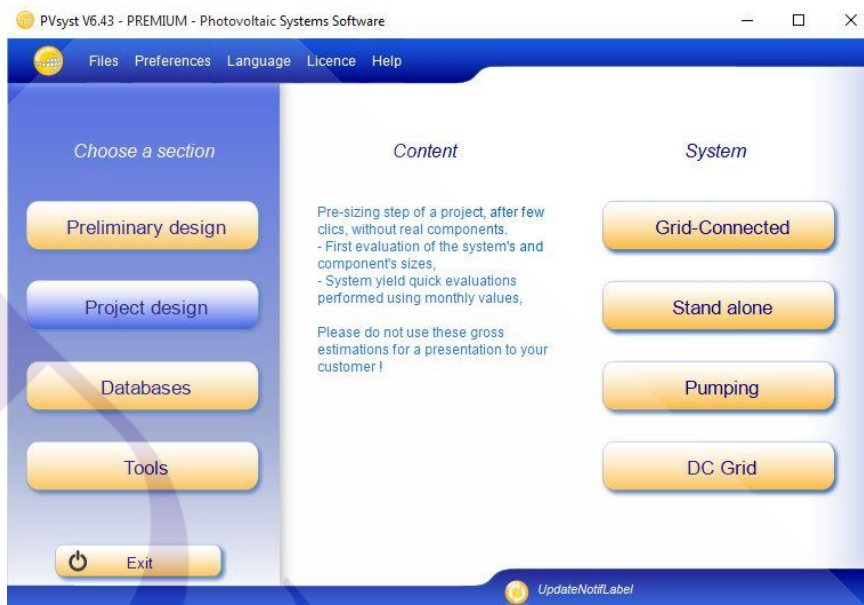 PVsyst V6.43 - PREMIUM - Photovoltaic Systems Software
Files Preferences Language Licence Help
Choose a section
Preliminary design
Project design
Databases
Tools
Exit
Content
Pre-sizing step of a project, after few
clics, without real components.
- First evaluation of the system's and
component's sizes,
- System yield quick evaluations
performed using monthly values,
Please do not use these gross
estimations for a presentation to your
customer !
System
Grid-Connected
Stand alone
Pumping
DC Grid
UpdateNotifLabel